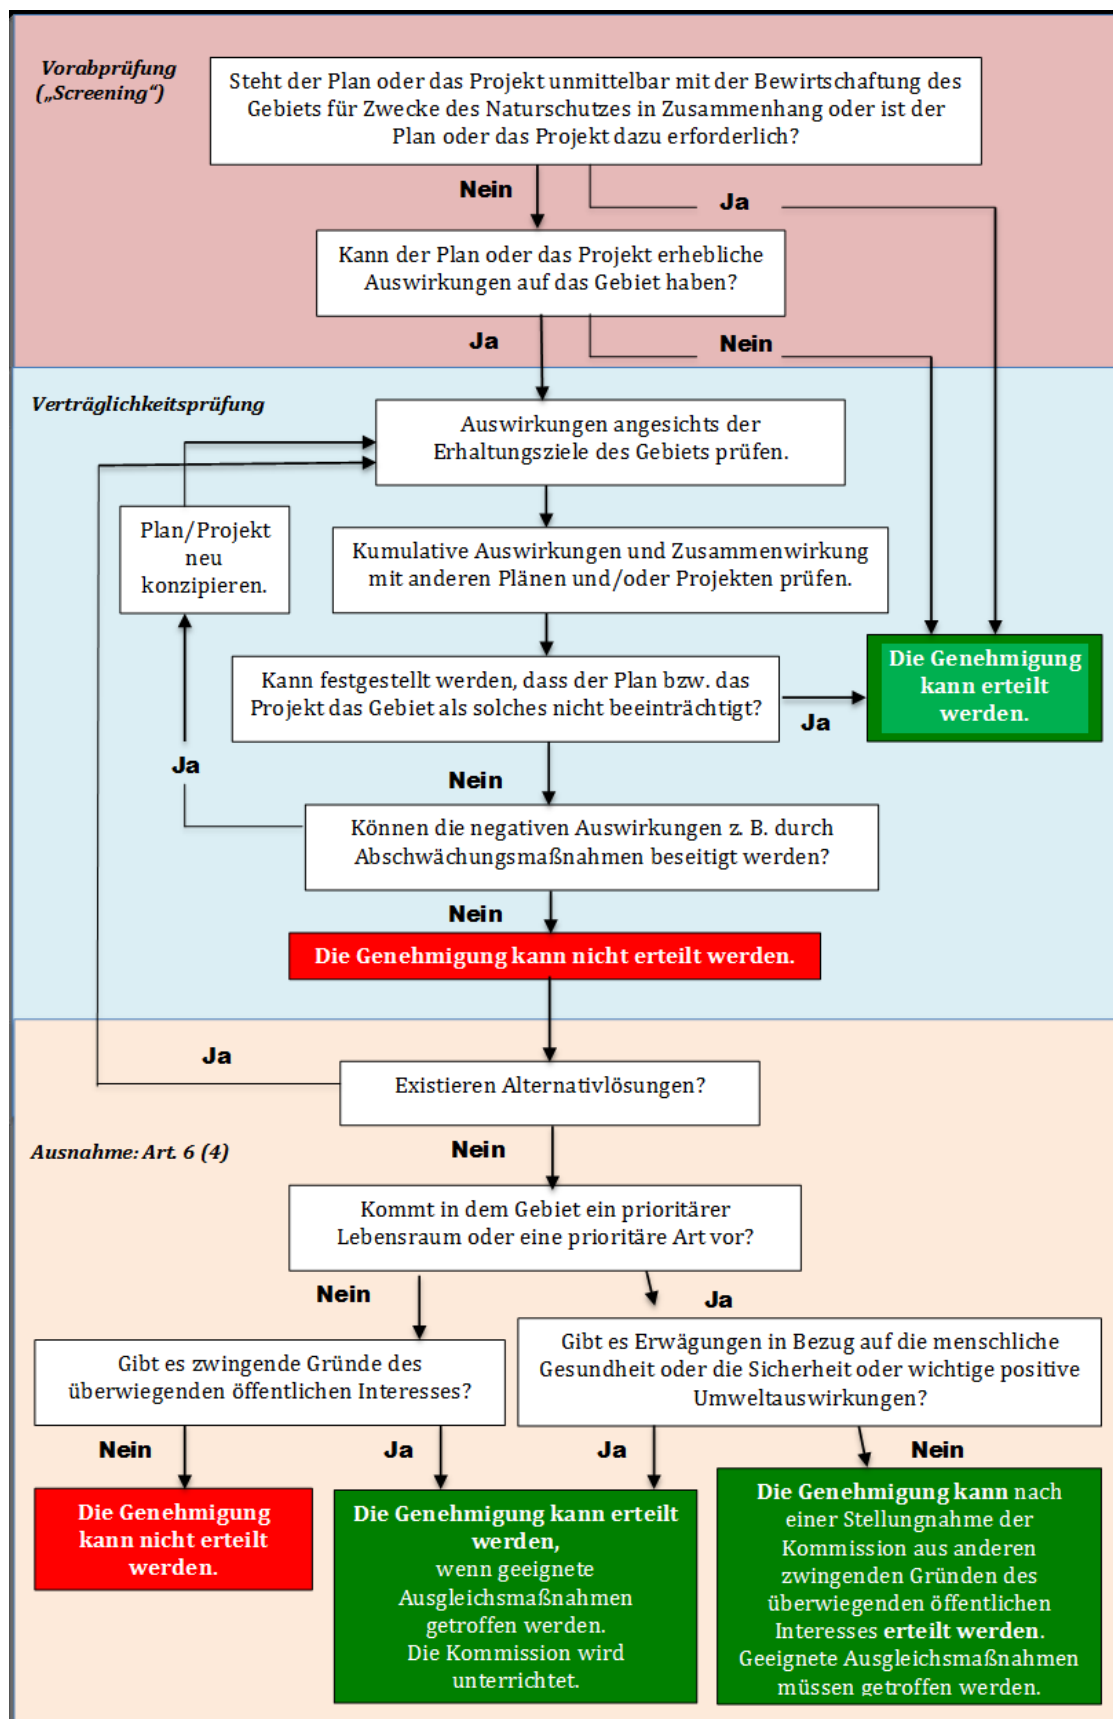 Vorabprüfung
(„Screening“)
Steht der Plan oder das Projekt unmittelbar mit der Bewirtschaftung des
Gebiets für Zwecke des Naturschutzes in Zusammenhang oder ist der
Plan oder das Projekt dazu erforderlich?
Nein
Ja
Kann der Plan oder das Projekt erhebliche
Auswirkungen auf das Gebiet haben?
Ja
Nein
Verträglichkeitsprüfung
Auswirkungen angesichts der
Erhaltungsziele des Gebiets prüfen.
Plan/Projekt
neu
konzipieren.
Kumulative Auswirkungen und Zusammenwirkung
mit anderen Plänen und/oder Projekten prüfen.
Kann festgestellt werden, dass der Plan bzw. das
Projekt das Gebiet als solches nicht beeinträchtigt?
Ja
Die Genehmigung
kann erteilt
werden.
Ja
Nein
Können die negativen Auswirkungen z. B. durch
Abschwächungsmaßnahmen beseitigt werden?
Nein
Die Genehmigung kann nicht erteilt werden.
Ja
Existieren Alternativlösungen?
Ausnahme: Art. 6 (4)
Nein
Kommt in dem Gebiet ein prioritärer
Lebensraum oder eine prioritäre Art vor?
Nein
Ja
Gibt es zwingende Gründe des
überwiegenden öffentlichen Interesses?
Gibt es Erwägungen in Bezug auf die menschliche
Gesundheit oder die Sicherheit oder wichtige positive
Umweltauswirkungen?
Nein
Ja
Ja
Nein
Die Genehmigung
kann nicht erteilt
werden.
Die Genehmigung kann erteilt
werden,
wenn geeignete
Ausgleichsmaßnahmen
getroffen werden.
Die Kommission wird
unterrichtet.
Die Genehmigung kann nach
einer Stellungnahme der
Kommission aus anderen
zwingenden Gründen des
überwiegenden öffentlichen
Interesses erteilt werden.
Geeignete Ausgleichsmaßnahmen
müssen getroffen werden.